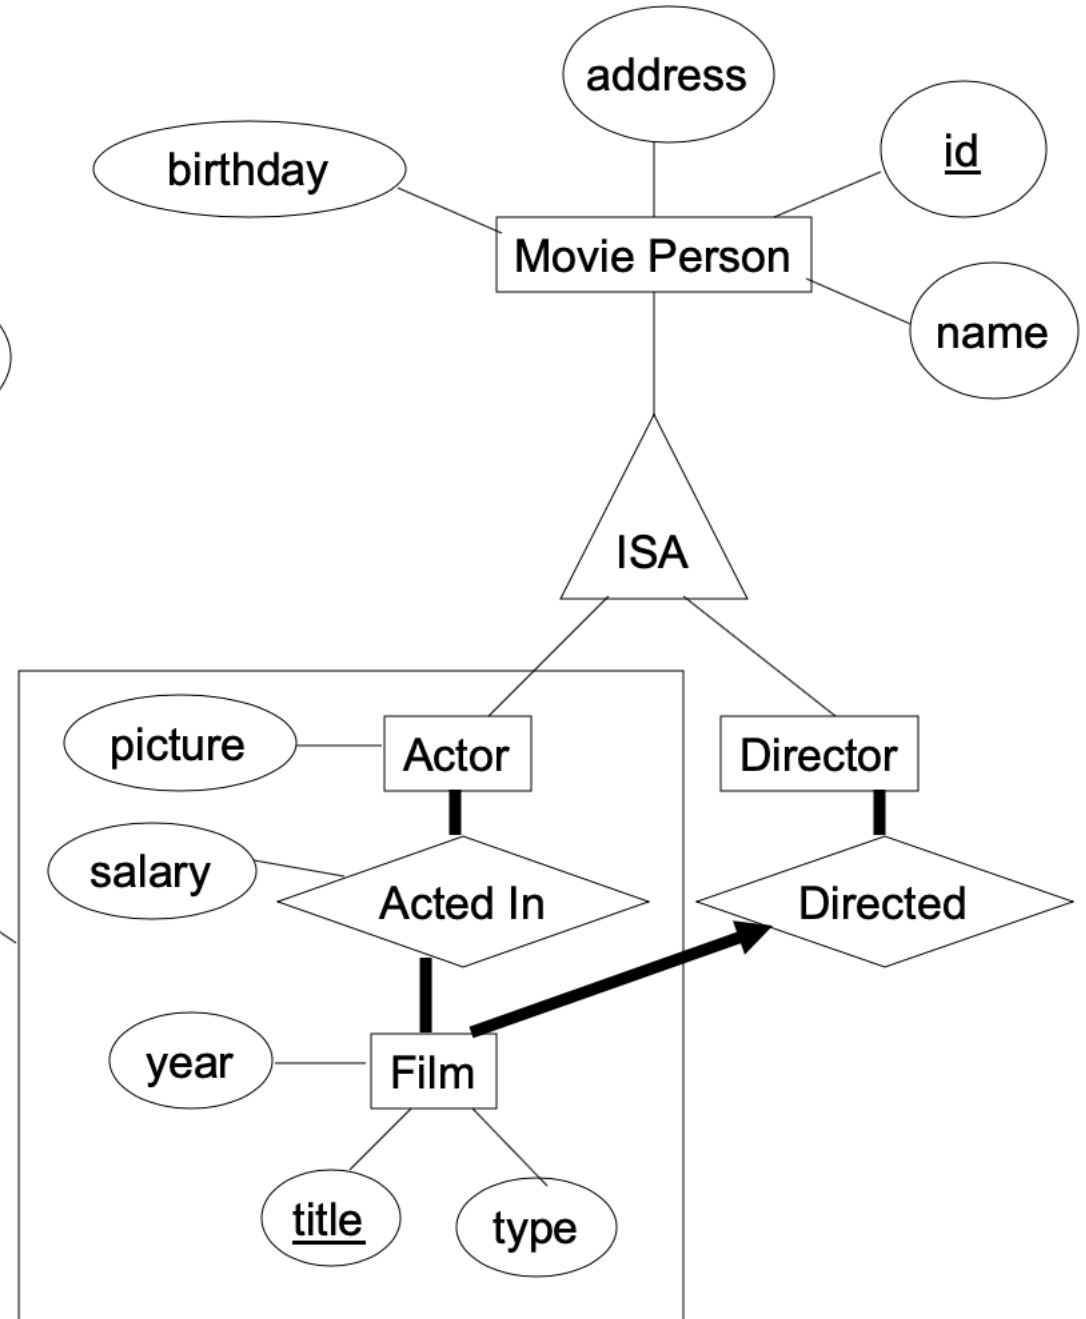 address
id
birthday
Movie Person
name
ISA
picture
Actor
Director
salary
Acted In
Directed
year
Film
title
type